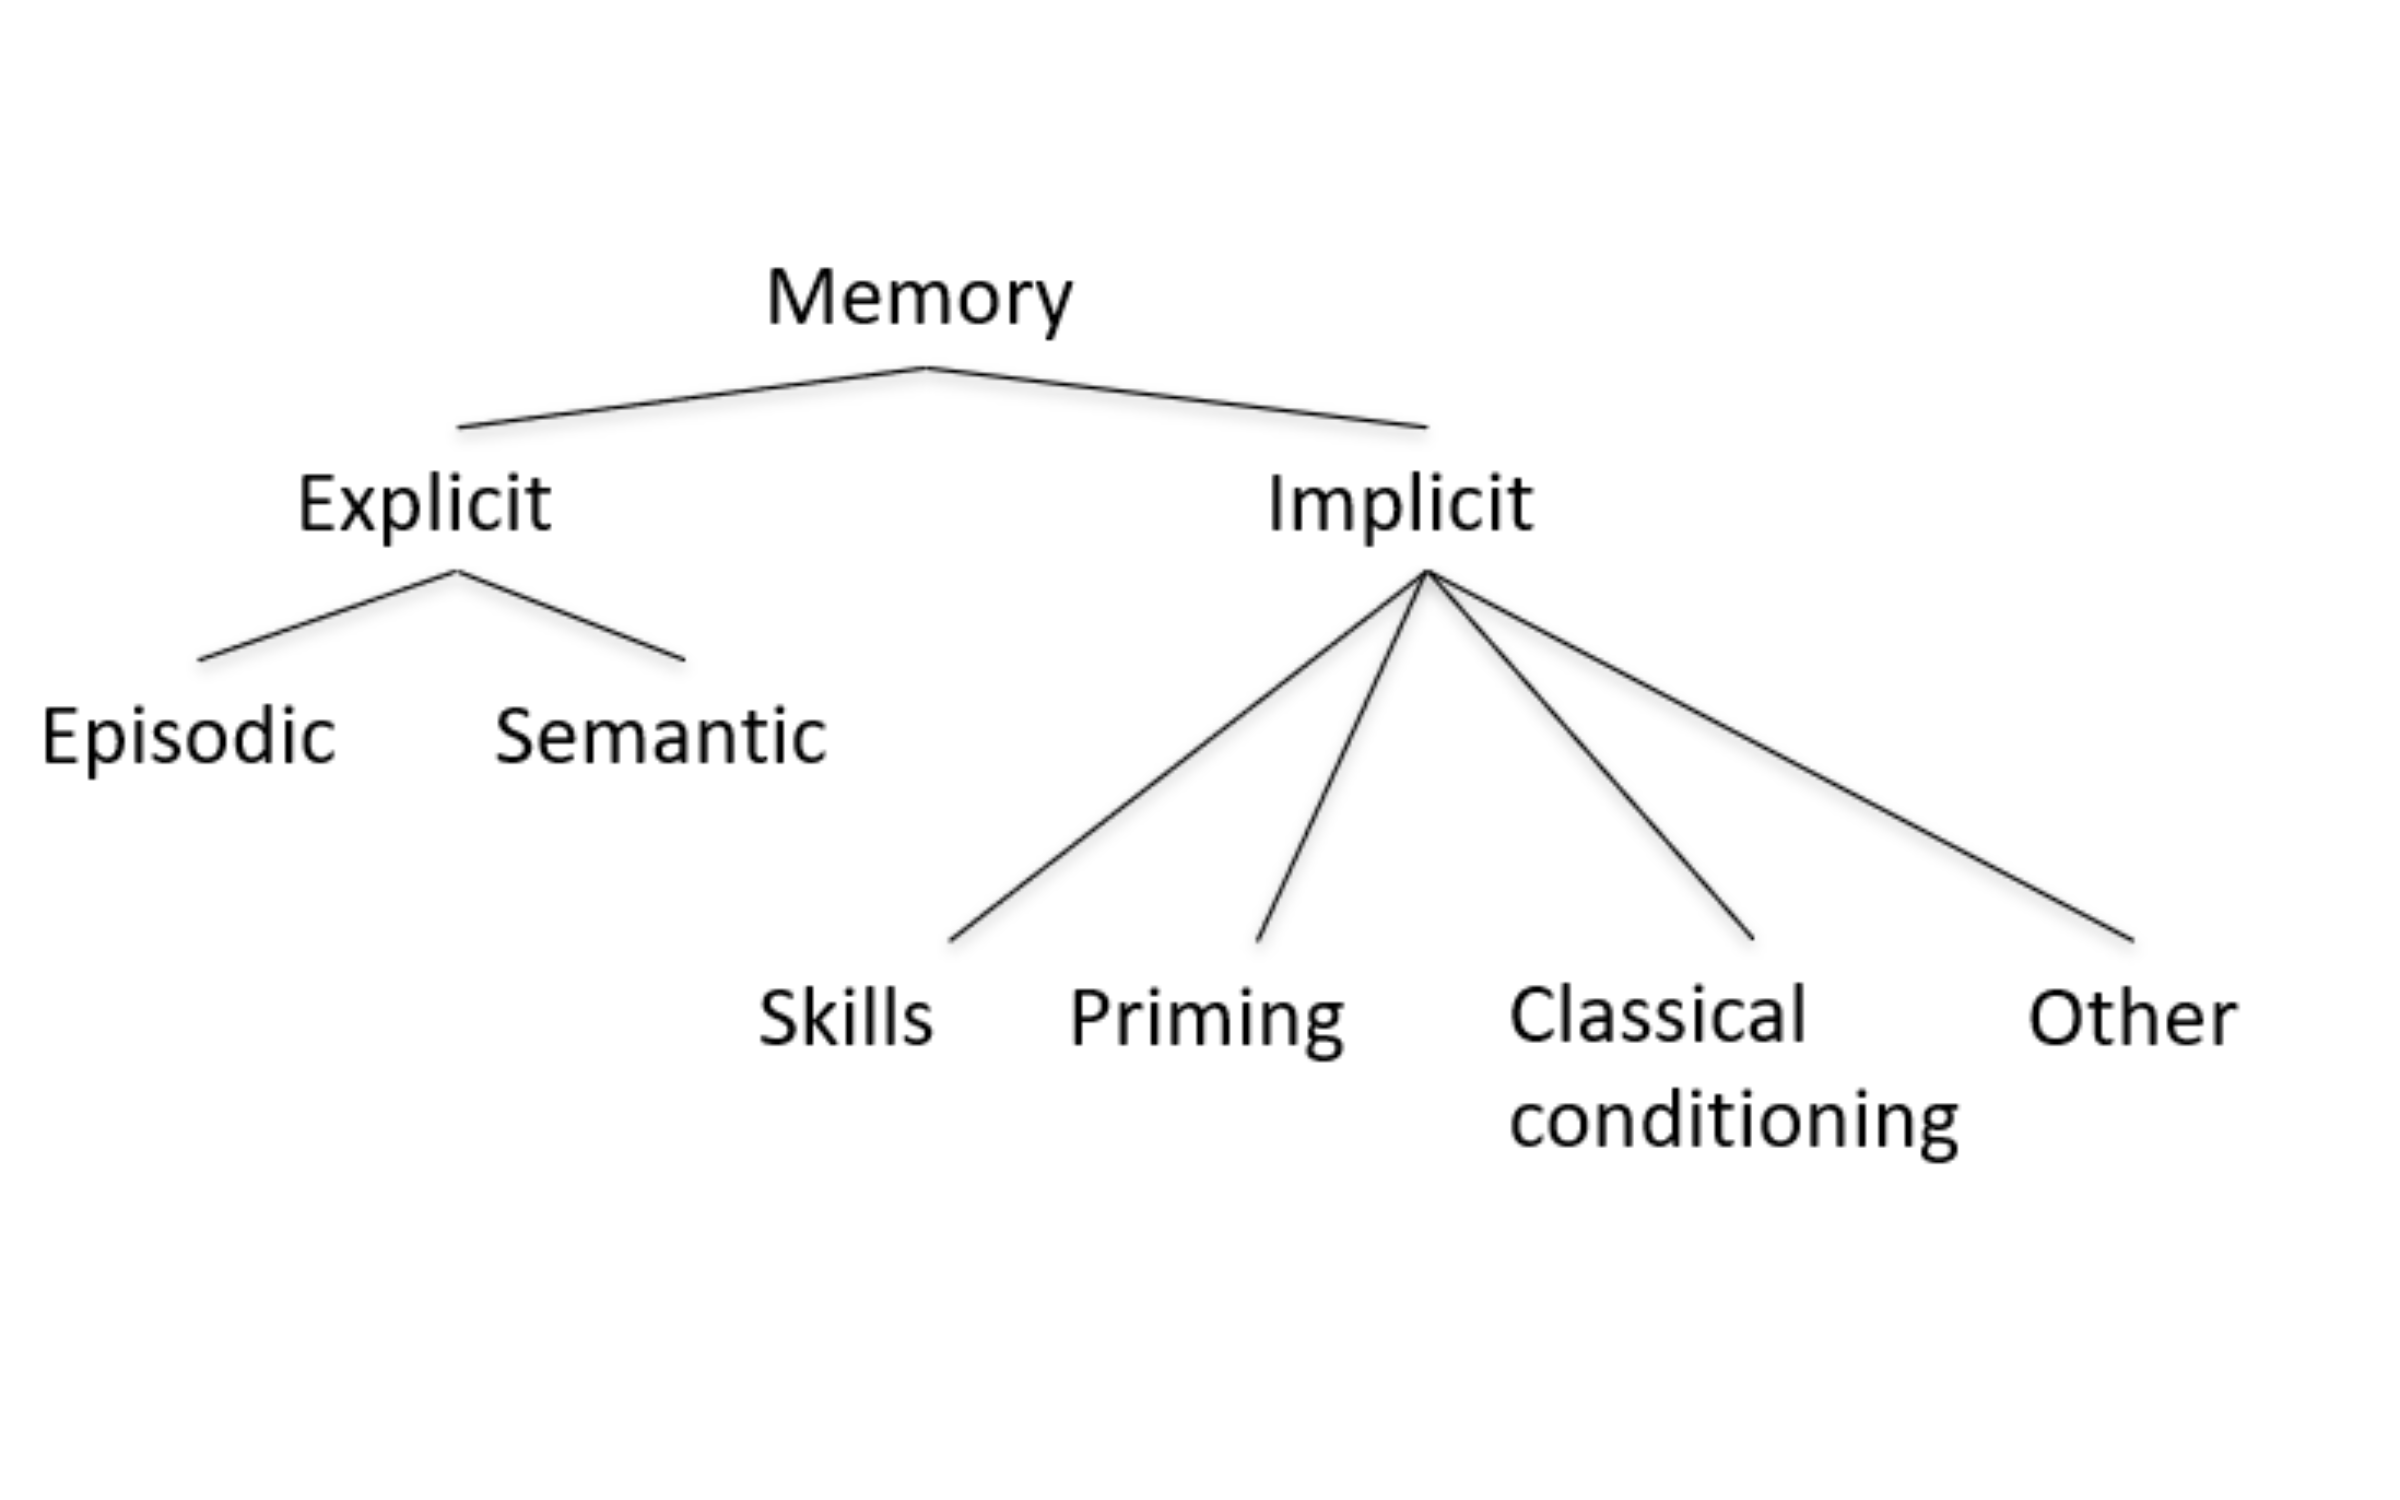 Memory
Explicit
Implicit
Episodic
Semantic
Skills
Priming
Classical
conditioning
Other